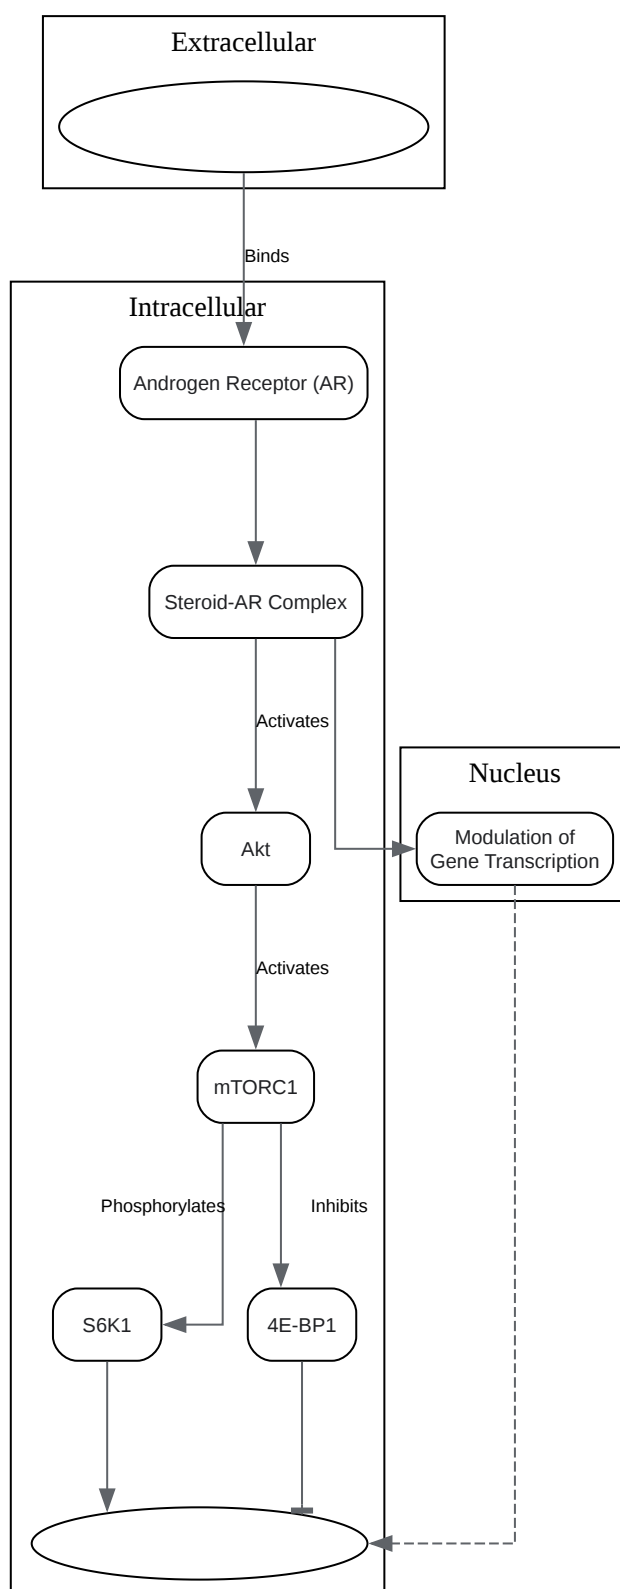 Extracellular
Binds
Intracellular
Androgen Receptor (AR)
Steroid-AR Complex
Activates
Nucleus
Modulation of
Gene Transcription
Akt
Activates
mTORC1
Phosphorylates
Inhibits
S6K1
4E-BP1